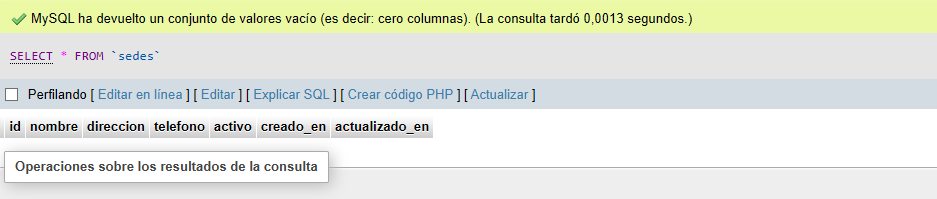 MySQL ha devuelto un conjunto de valores vacío (es decir: cero columnas). (La consulta tardó 0,0013 segundos.)
SELECT * FROM `sedes`
Perfilando [ Editar en línea ] [ Editar ] [ Explicar SQL ] [ Crear código PHP ] [ Actualizar ]
id nombre direccion telefono activo creado_en actualizado_en
Operaciones sobre los resultados de la consulta